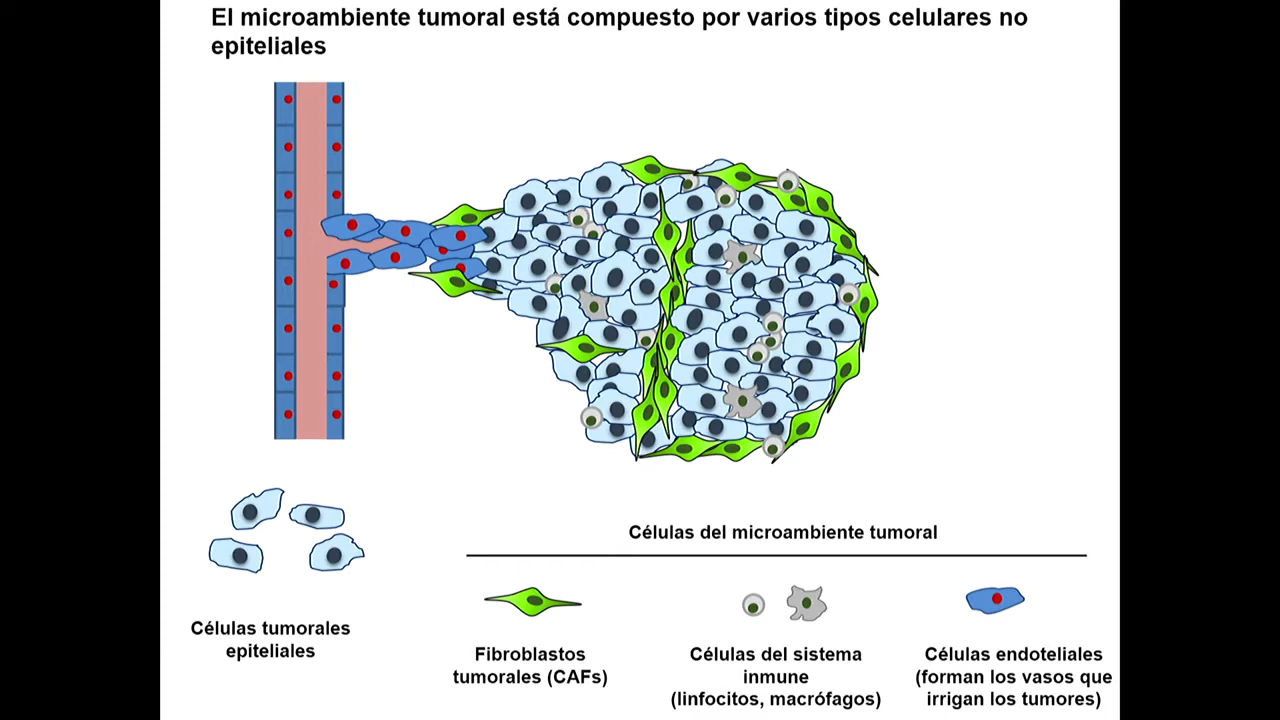 El microambiente tumoral está compuesto por varios tipos celulares no
epiteliales
Células del microambiente tumoral
Células tumorales
epiteliales
Fibroblastos
tumorales (CAFs)
Células del sistema
inmune
(linfocitos, macrófagos)
Células endoteliales
(forman los vasos que
irrigan los tumores)